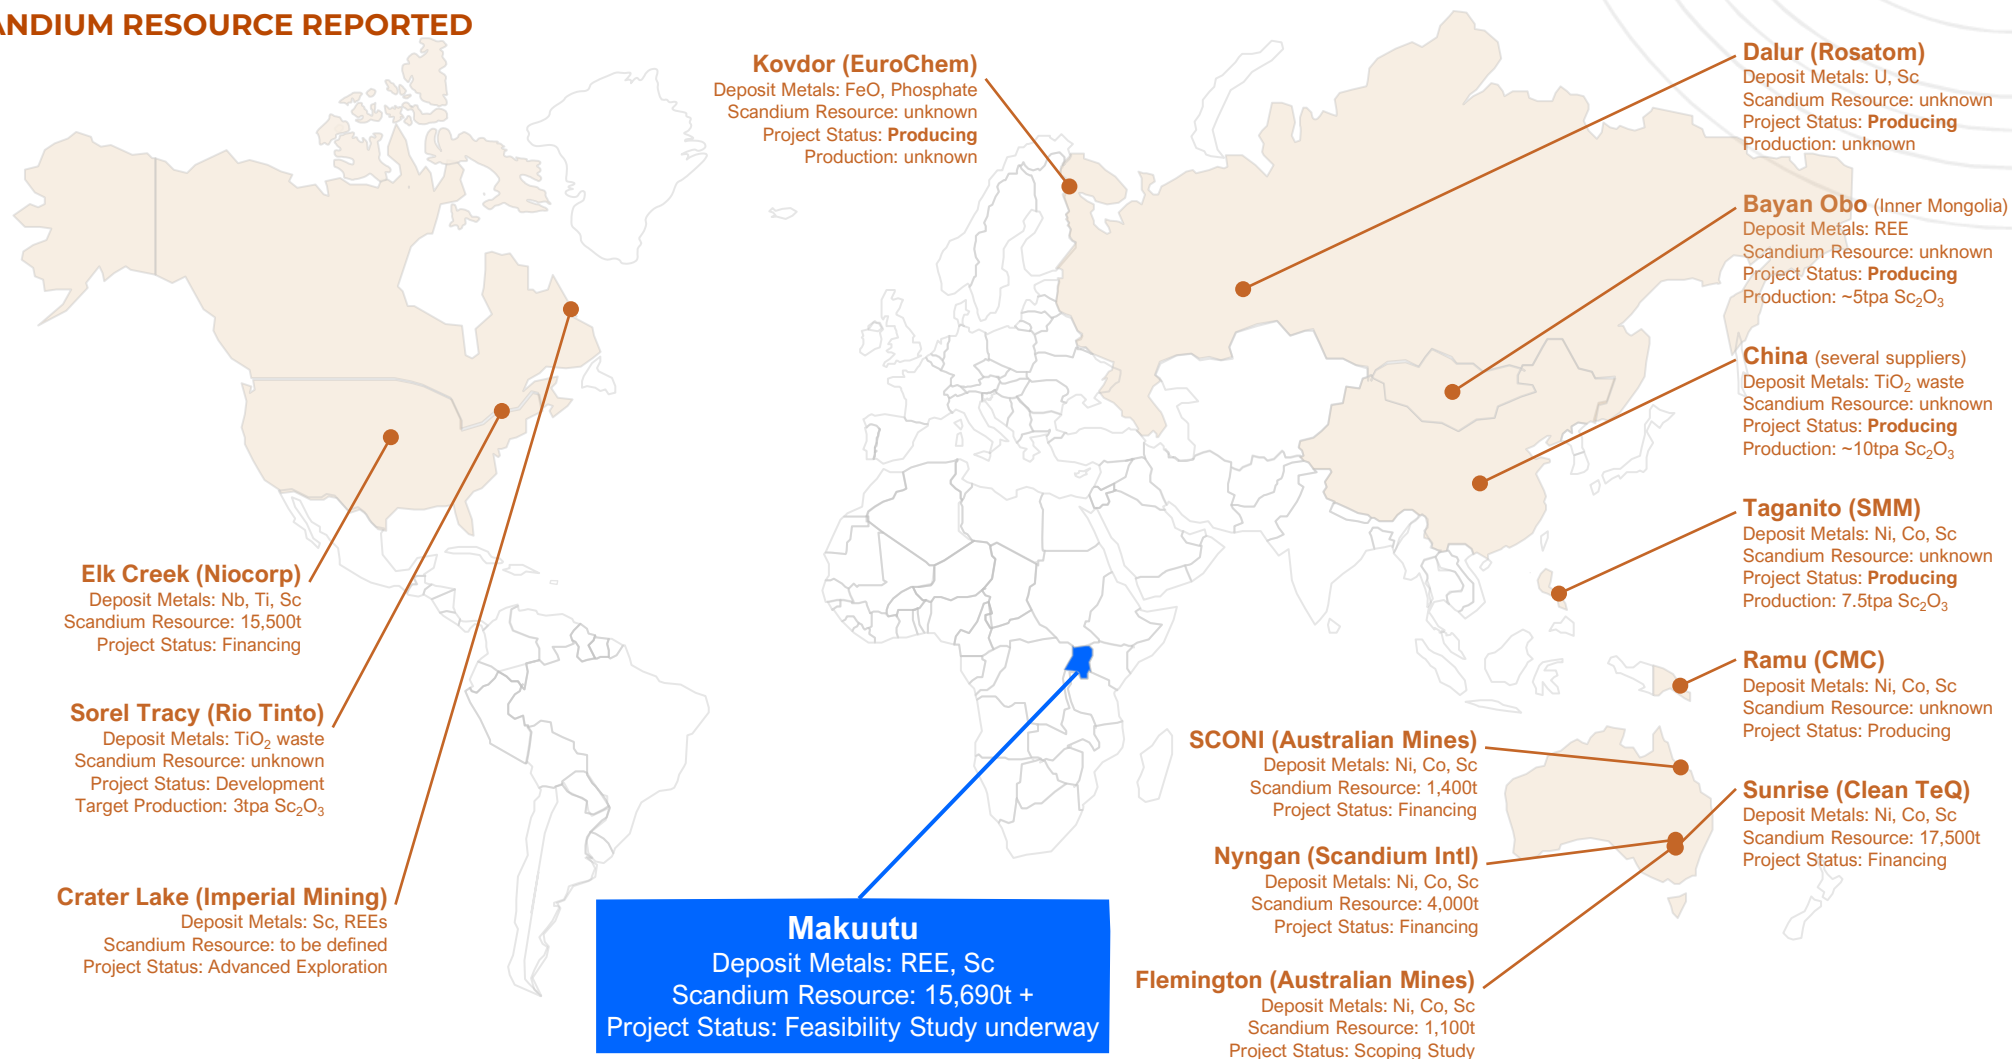 ANDIUM RESOURCE REPORTED
Kovdor (EuroChem)
Deposit Metals: FeO, Phosphate
Scandium Resource: unknown
Project Status: Producing
Production: unknown
Dalur (Rosatom)
Deposit Metals: U, Sc
Scandium Resource: unknown
Project Status: Producing
Production: unknown
Bayan Obo (Inner Mongolia)
Deposit Metals: REE
Scandium Resource: unknown
Project Status: Producing
Production: ~5tpa Sc₂O₃
China (several suppliers)
Deposit Metals: TiO₂ waste
Scandium Resource: unknown
Project Status: Producing
Production: ~10tpa Sc₂O₃
Taganito (SMM)
Deposit Metals: Ni, Co, Sc
Scandium Resource: unknown
Project Status: Producing
Production: 7.5tpa Sc₂O₃
Ramu (CMC)
Deposit Metals: Ni, Co, Sc
Scandium Resource: unknown
Project Status: Producing
Sunrise (Clean TeQ)
Deposit Metals: Ni, Co, Sc
Scandium Resource: 17,500t
Project Status: Financing
Elk Creek (Niocorp)
Deposit Metals: Nb, Ti, Sc
Scandium Resource: 15,500t
Project Status: Financing
Sorel Tracy (Rio Tinto)
Deposit Metals: TiO₂ waste
Scandium Resource: unknown
Project Status: Development
Target Production: 3tpa Sc₂O₃
Crater Lake (Imperial Mining)
Deposit Metals: Sc, REEs
Scandium Resource: to be defined
Project Status: Advanced Exploration
Makuutu
Deposit Metals: REE, Sc
Scandium Resource: 15,690t +
Project Status: Feasibility Study underway
SCONI (Australian Mines)
Deposit Metals: Ni, Co, Sc
Scandium Resource: 1,400t
Project Status: Financing
Nyngan (Scandium Intl)
Deposit Metals: Ni, Co, Sc
Scandium Resource: 4,000t
Project Status: Financing
Flemington (Australian Mines)
Deposit Metals: Ni, Co, Sc
Scandium Resource: 1,100t
Project Status: Scoping Study